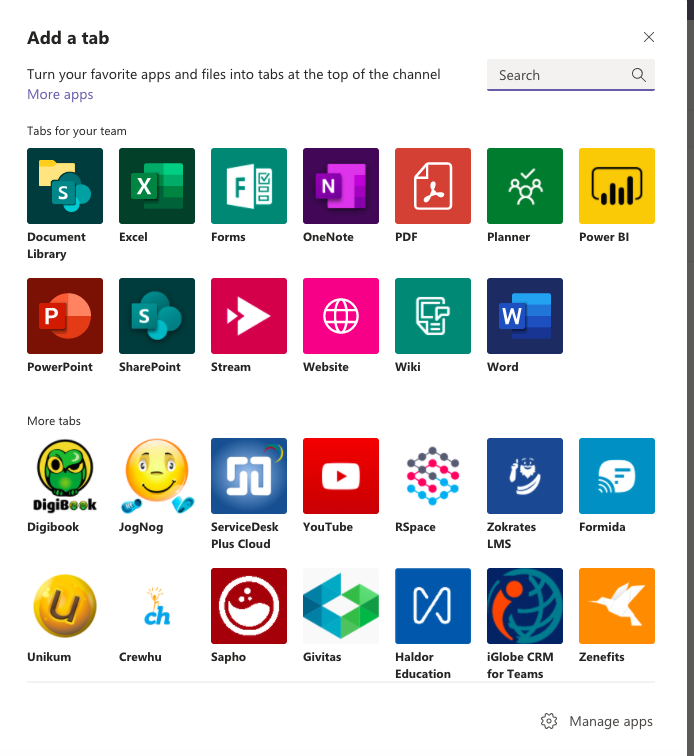 Add a tab
Turn your favorite apps and files into tabs at the top of the channel
More apps
Search
Tabs for your team
S
X
F
N
Document Library
Excel
Forms
OneNote
PDF
Planner
Power BI
P
S
W
PowerPoint
SharePoint
Stream
Website
Wiki
Word
More tabs
DigiBook
Digibook
JogNog
ServiceDesk Plus Cloud
YouTube
RSpace
Zokrates LMS
Formida
u
ch
Unikum
Crewhu
Sapho
Givitas
Haldor Education
iGlobe CRM for Teams
Zenefits
Manage apps